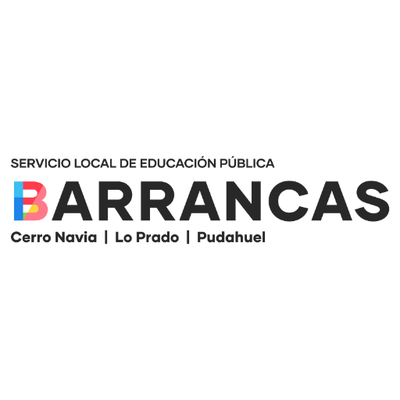 SERVICIO LOCAL DE EDUCACIÓN PÚBLICA
BARRANCAS
Cerro Navia | Lo Prado | Pudahuel